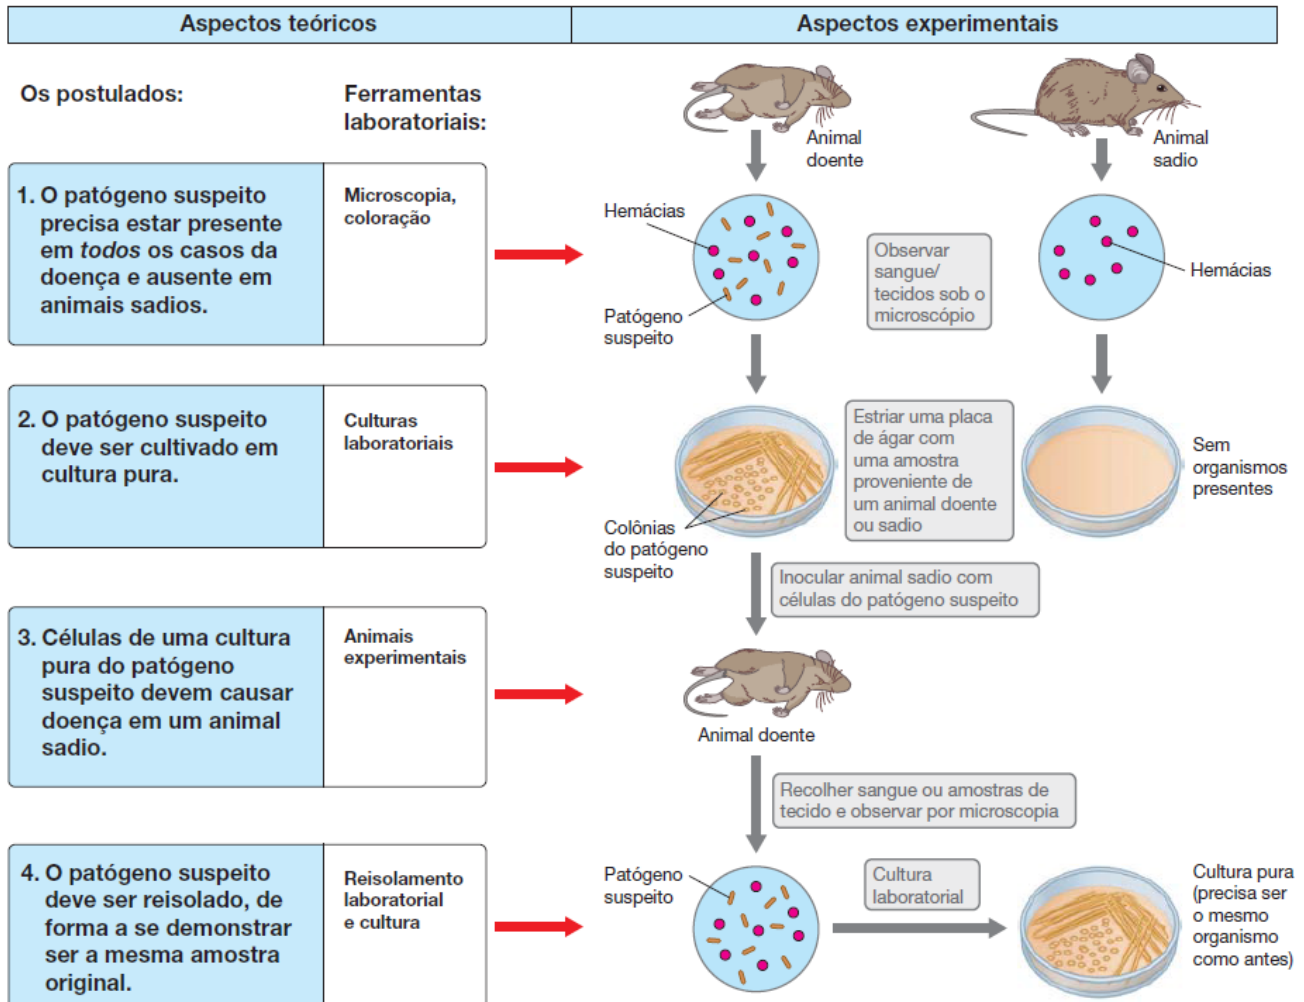 Aspectos teóricos
Aspectos experimentais
Os postulados:
Ferramentas
laboratoriais:
Animal
doente
Animal
sadio
1. O patógeno suspeito
precisa estar presente
em todos os casos da
doença e ausente em
animais sadios.
Microscopia,
coloração
Hemácias
Patógeno
suspeito
Observar
sangue/
tecidos sob o
microscópio
Hemácias
2. O patógeno suspeito
deve ser cultivado em
cultura pura.
Culturas
laboratoriais
Colônias
do patógeno
suspeito
Estriar uma placa
de ágar com
uma amostra
proveniente de
um animal doente
ou sadio
Sem
organismos
presentes
Inocular animal sadio com
células do patógeno suspeito
3. Células de uma cultura
pura do patógeno
suspeito devem causar
doença em um animal
sadio.
Animais
experimentais
Animal doente
Recolher sangue ou amostras de
tecido e observar por microscopia
4. O patógeno suspeito
deve ser reisolado, de
forma a se demonstrar
ser a mesma amostra
original.
Reisolamento
laboratorial
e cultura
Patógeno
suspeito
Cultura
laboratorial
Cultura pura
(precisa ser
o mesmo
organismo
como antes)